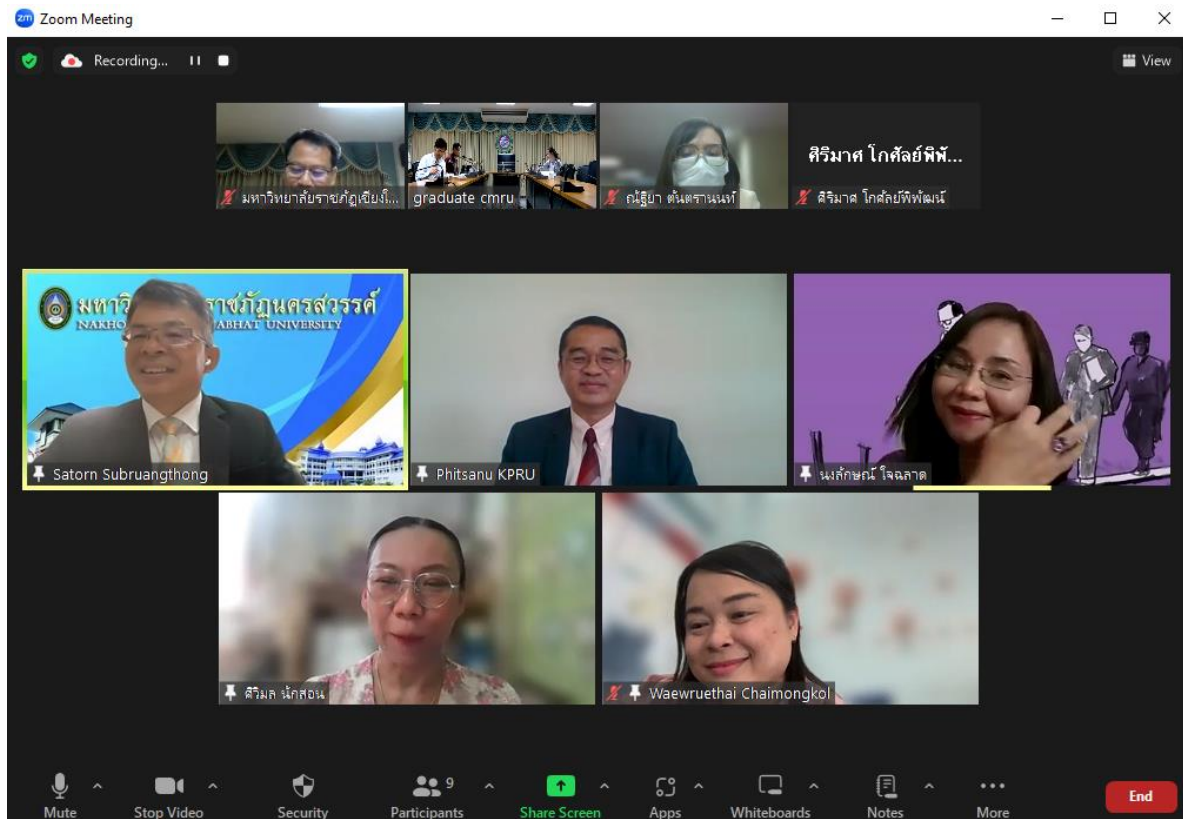 Zoom Meeting
Recording...
View
ศิริมาศ โกศัลย์พิพั...
มหาวิทยาลัยราชภัฏเชียงใ...
graduate cmru
ณัฐิยา ตันตรานนท์
ศิริมาศ โกศัลย์พิพัฒน์
มหาวิ ราชภัฏนครสวรรค์
NAKHO ABHAT UNIVERSITY
Satorn Subruangthong
Phitsanu KPRU
นงลักษณ์ ใจฉลาด
ศิวิมล นักสอน
Waewruethai Chaimongkol
9
Mute
Stop Video
Security
Participants
Share Screen
Apps
Whiteboards
Notes
More
End